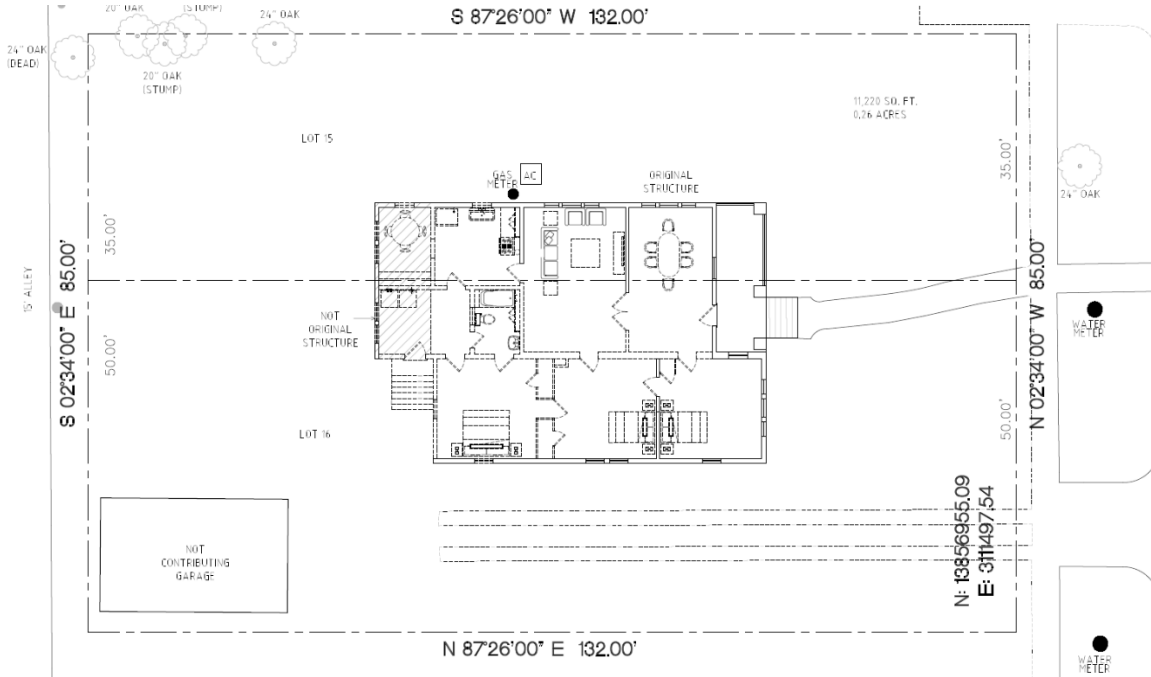 20" OAK
(STUMP)
24" OAK
S 87°26'00" W 132.00'
24" OAK
(DEAD)
20" OAK
(STUMP)
11,220 SQ. FT.
0.26 ACRES
LOT 15
35.00'
GAS
METER
AC
ORIGINAL
STRUCTURE
24" OAK
35.00'
S 02°34'00" E 85.00'
N 02°34'00" W 85.00'
15' ALLEY
NOT
ORIGINAL
STRUCTURE
WATER
METER
50.00'
50.00'
LOT 16
N: 13856955.09
E: 3111497.54
NOT
CONTRIBUTING
GARAGE
N 87°26'00" E 132.00'
WATER
METER